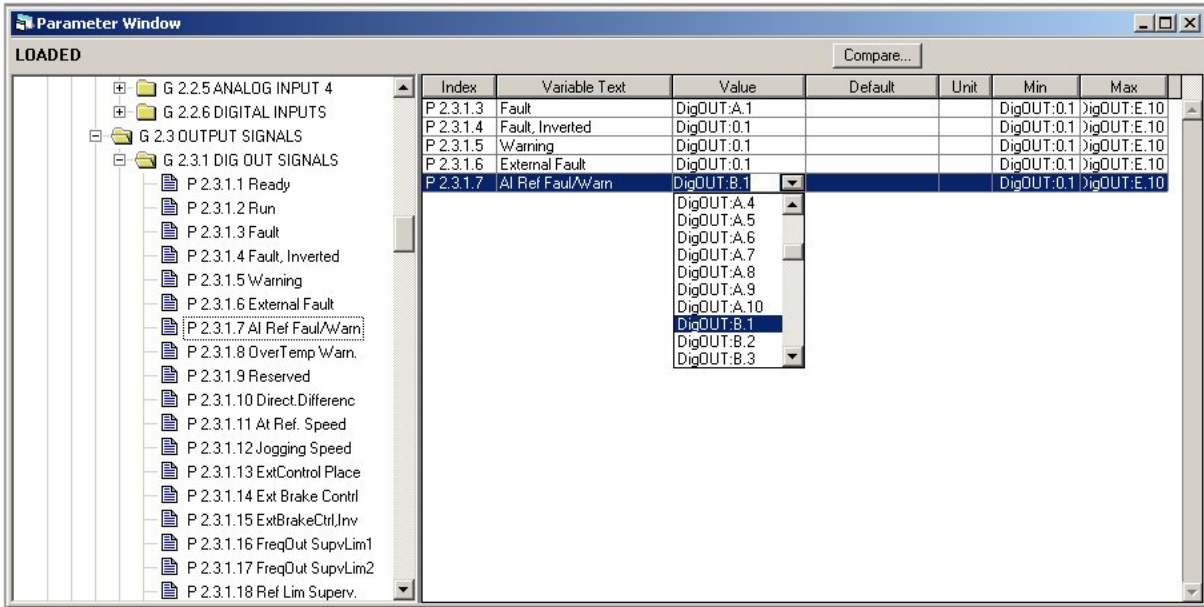 Parameter Window
LOADED
Compare...
G 2.2.5 ANALOG INPUT 4
G 2.2.6 DIGITAL INPUTS
G 2.3 OUTPUT SIGNALS
G 2.3.1 DIG OUT SIGNALS
P 2.3.1.1 Ready
P 2.3.1.2 Run
P 2.3.1.3 Fault
P 2.3.1.4 Fault, Inverted
P 2.3.1.5 Warning
P 2.3.1.6 External Fault
P 2.3.1.7 AI Ref Faul/Warn
P 2.3.1.8 OverTemp Warn.
P 2.3.1.9 Reserved
P 2.3.1.10 Direct.Differenc
P 2.3.1.11 At Ref. Speed
P 2.3.1.12 Jogging Speed
P 2.3.1.13 ExtControl Place
P 2.3.1.14 Ext Brake Contrl
P 2.3.1.15 ExtBrakeCtrl,Inv
P 2.3.1.16 FreqOut SupvLim1
P 2.3.1.17 FreqOut SupvLim2
P 2.3.1.18 Ref Lim Superv.
Index Variable Text Value Default Unit Min Max
P 2.3.1.3 Fault DigOUT:A.1 DigOUT:0.1 DigOUT:E.10
P 2.3.1.4 Fault, Inverted DigOUT:0.1 DigOUT:0.1 DigOUT:E.10
P 2.3.1.5 Warning DigOUT:0.1 DigOUT:0.1 DigOUT:E.10
P 2.3.1.6 External Fault DigOUT:0.1 DigOUT:0.1 DigOUT:E.10
P 2.3.1.7 AI Ref Faul/Warn DigOUT:B.1 DigOUT:0.1 DigOUT:E.10
DigOUT:A.4
DigOUT:A.5
DigOUT:A.6
DigOUT:A.7
DigOUT:A.8
DigOUT:A.9
DigOUT:A.10
DigOUT:B.1
DigOUT:B.2
DigOUT:B.3